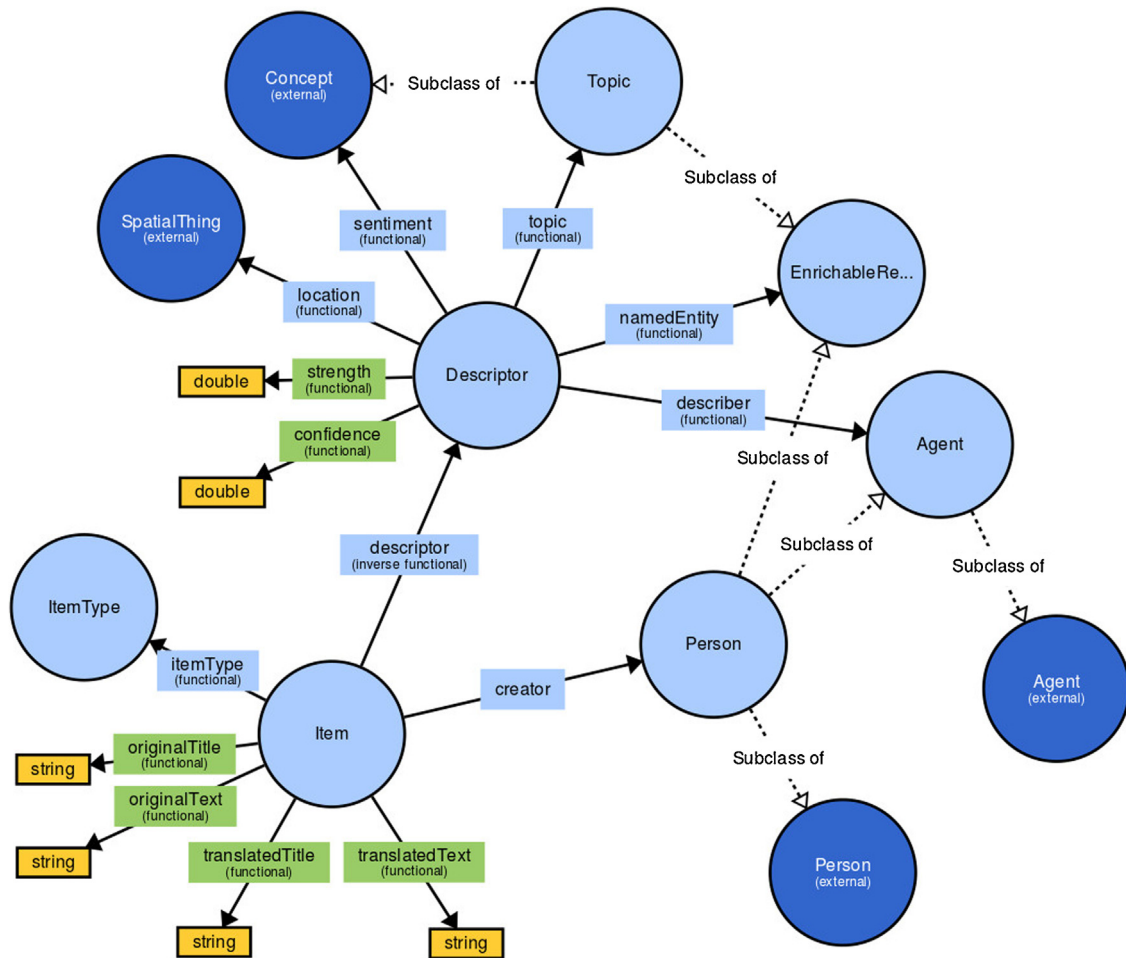 Concept
(external)
Subclass of
Topic
Subclass of
SpatialThing
(external)
sentiment
(functional)
topic
(functional)
EnrichableRe...
location
(functional)
namedEntity
(functional)
double
strength
(functional)
Descriptor
describer
(functional)
confidence
(functional)
Agent
Subclass of
double
descriptor
(inverse functional)
Subclass of
Subclass of
ItemType
itemType
(functional)
Person
creator
Agent
(external)
Item
originalTitle
(functional)
string
Subclass of
originalText
(functional)
string
translatedTitle
(functional)
translatedText
(functional)
Person
(external)
string
string